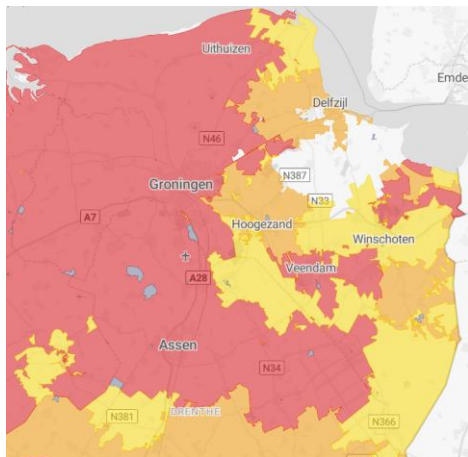 Uithuizen
Emde
Delfzijl
N46
N387
Groningen
N33
A7
Hoogezand
Winschoten
Veendam
A28
Assen
N34
DRENTHE
N381
N366